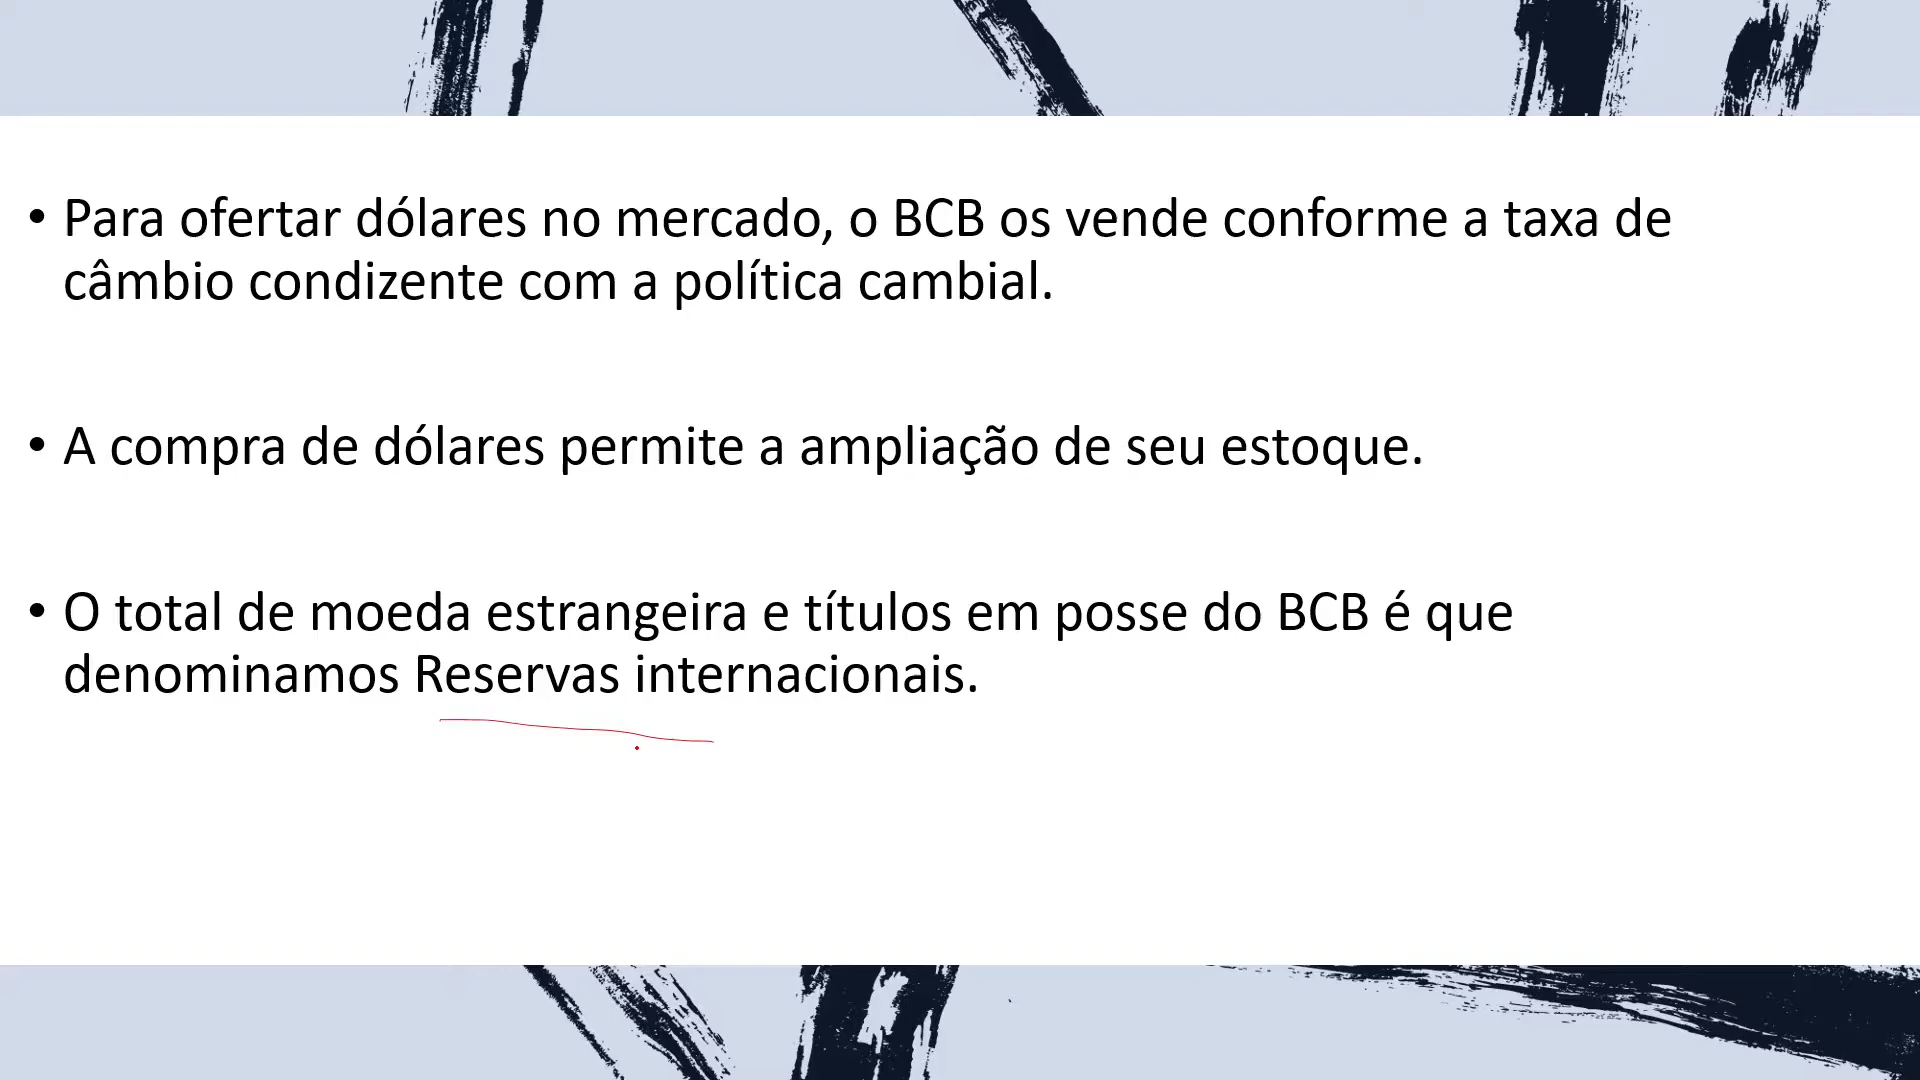 • Para ofertar dólares no mercado, o BCB os vende conforme a taxa de
câmbio condizente com a política cambial.
• A compra de dólares permite a ampliação de seu estoque.
• O total de moeda estrangeira e títulos em posse do BCB é que
denominamos Reservas internacionais.